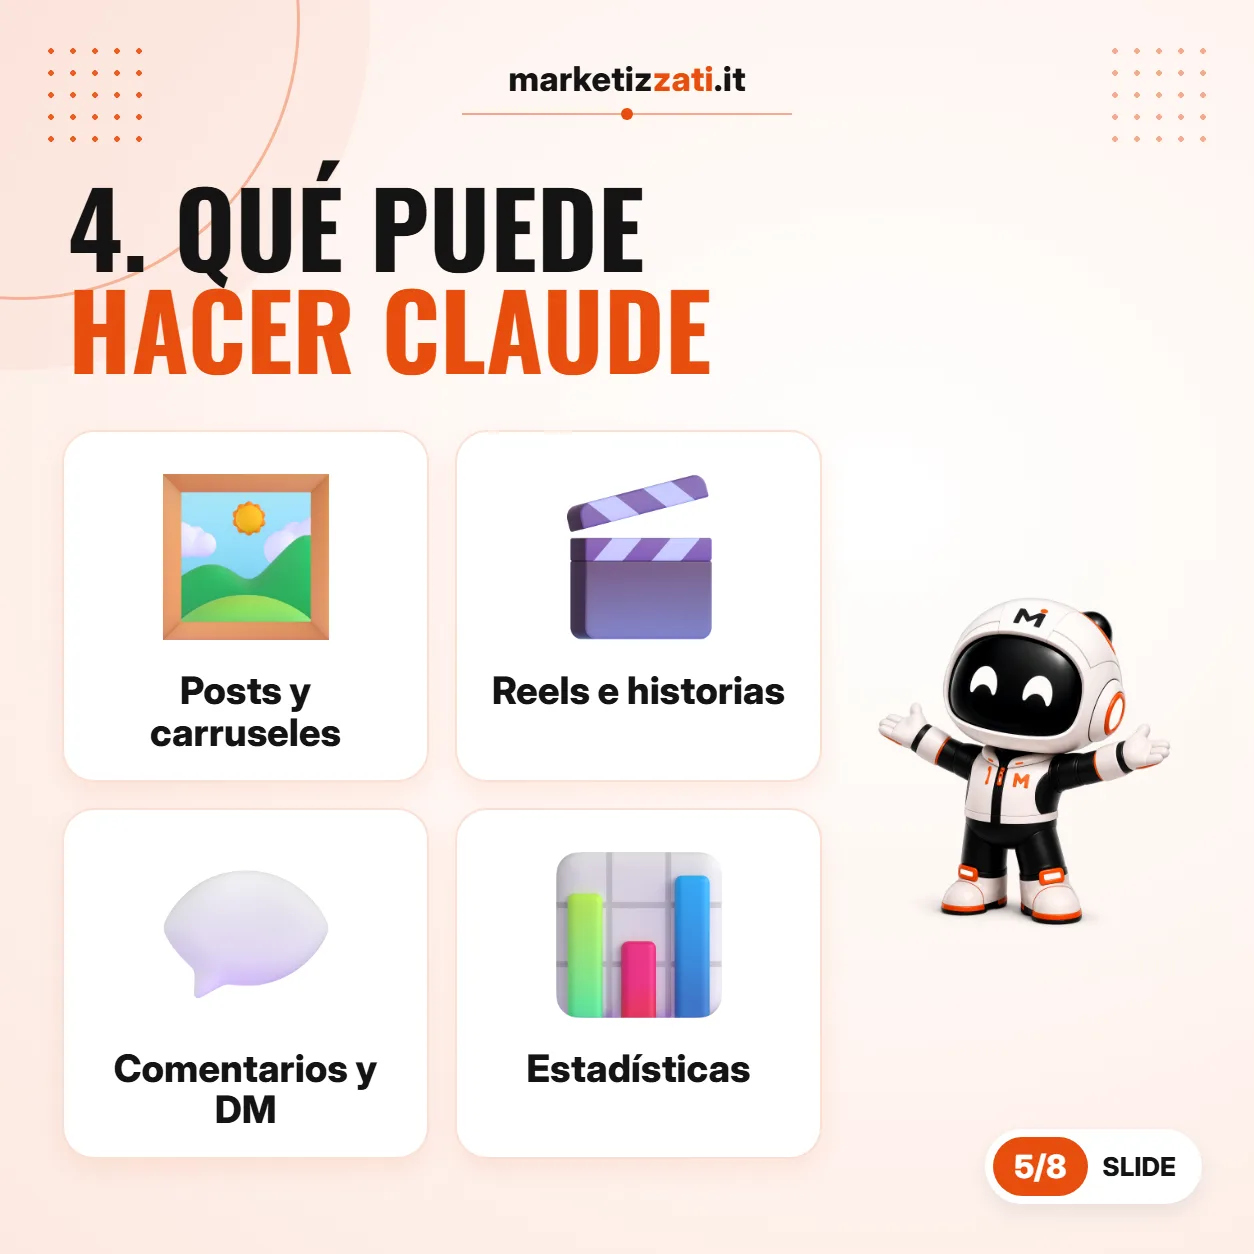 marketizzati.it
4. QUÉ PUEDE
HACER CLAUDE
Posts y
carruseles
Reels e historias
Comentarios y
DM
Estadísticas
M
M
5/8 SLIDE